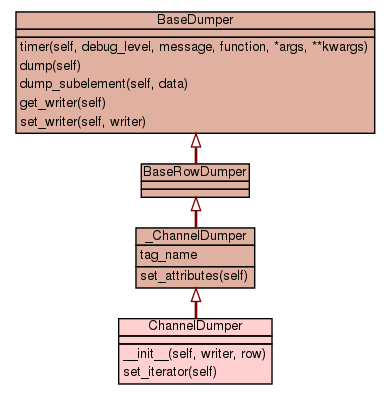 BaseDumper
timer(self, debug_level, message, function, *args, **kwargs)
dump(self)
dump_subelement(self, data)
get_writer(self)
set_writer(self, writer)
BaseRowDumper
_ChannelDumper
tag_name
set_attributes(self)
ChannelDumper
__init__(self, writer, row)
set_iterator(self)